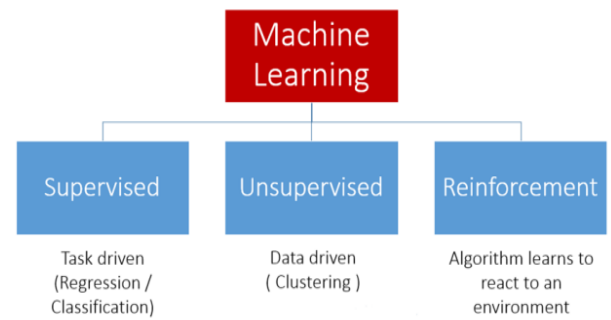 Machine
Learning
Supervised
Unsupervised
Reinforcement
Task driven
(Regression /
Classification)
Data driven
( Clustering )
Algorithm learns to
react to an
environment